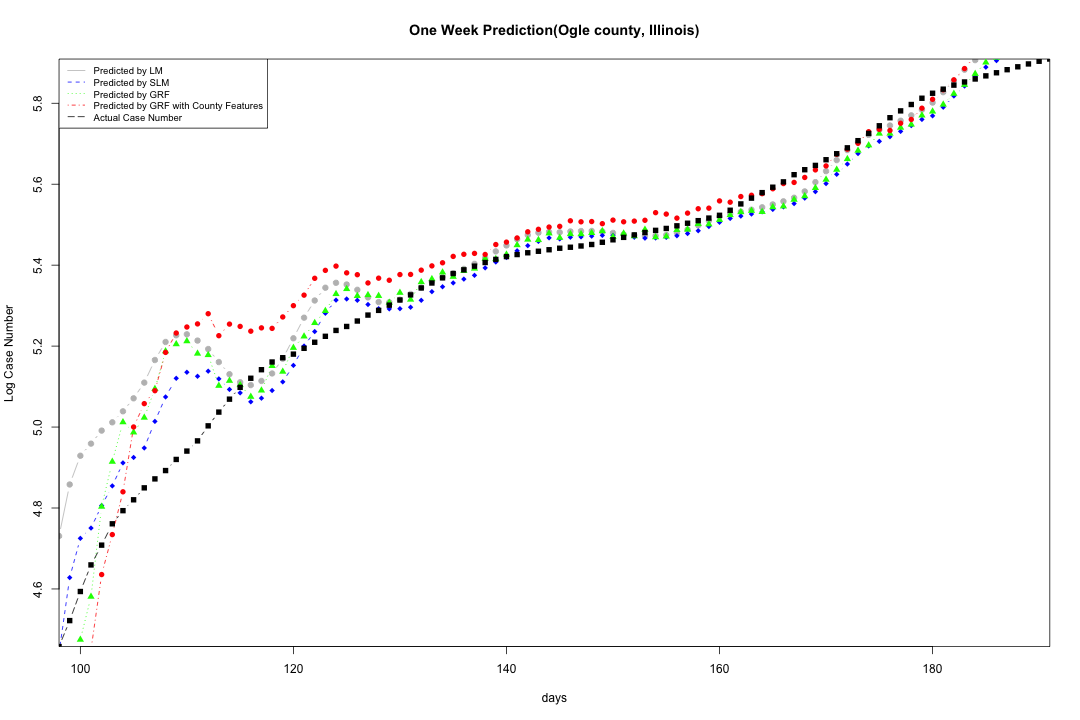 One Week Prediction(Ogle county, Illinois)
Predicted by LM
Predicted by SLM
Predicted by GRF
Predicted by GRF with County Features
Actual Case Number
Log Case Number
5.8
5.6
5.4
5.2
5.0
4.8
4.6
100 120 140 160 180
days